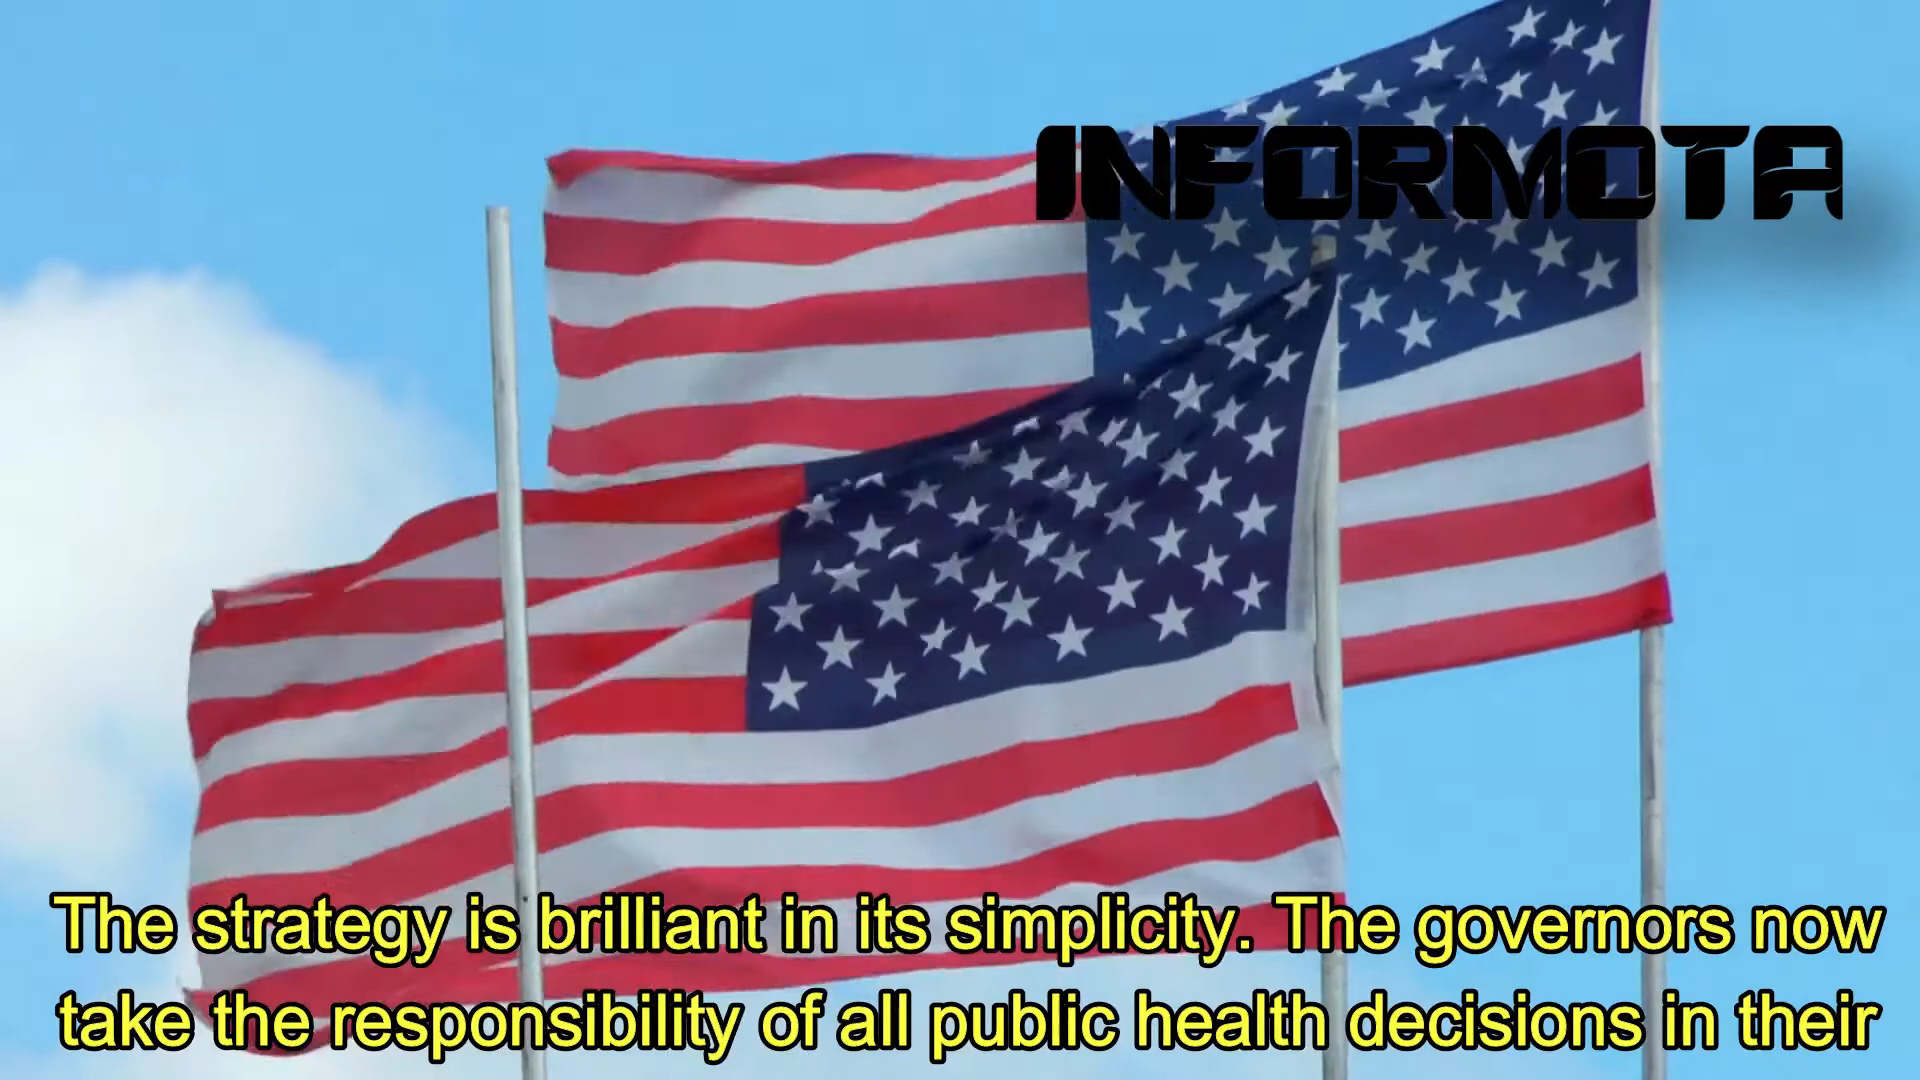 INFORMOTA
The strategy is brilliant in its simplicity. The governors now
take the responsibility of all public health decisions in their